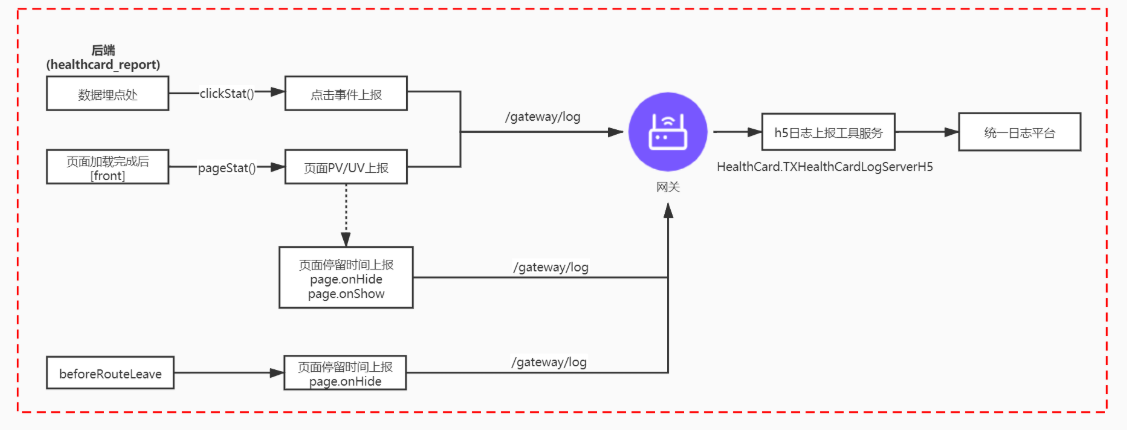 后端
(healthcard_report)
数据埋点处
clickStat()
点击事件上报
/gateway/log
h5日志上报工具服务
统一日志平台
页面加载完成后
[front]
pageStat()
页面PV/UV上报
HealthCard.TXHealthCardLogServerH5
网关
页面停留时间上报
page.onHide
page.onShow
/gateway/log
beforeRouteLeave
页面停留时间上报
page.onHide
/gateway/log